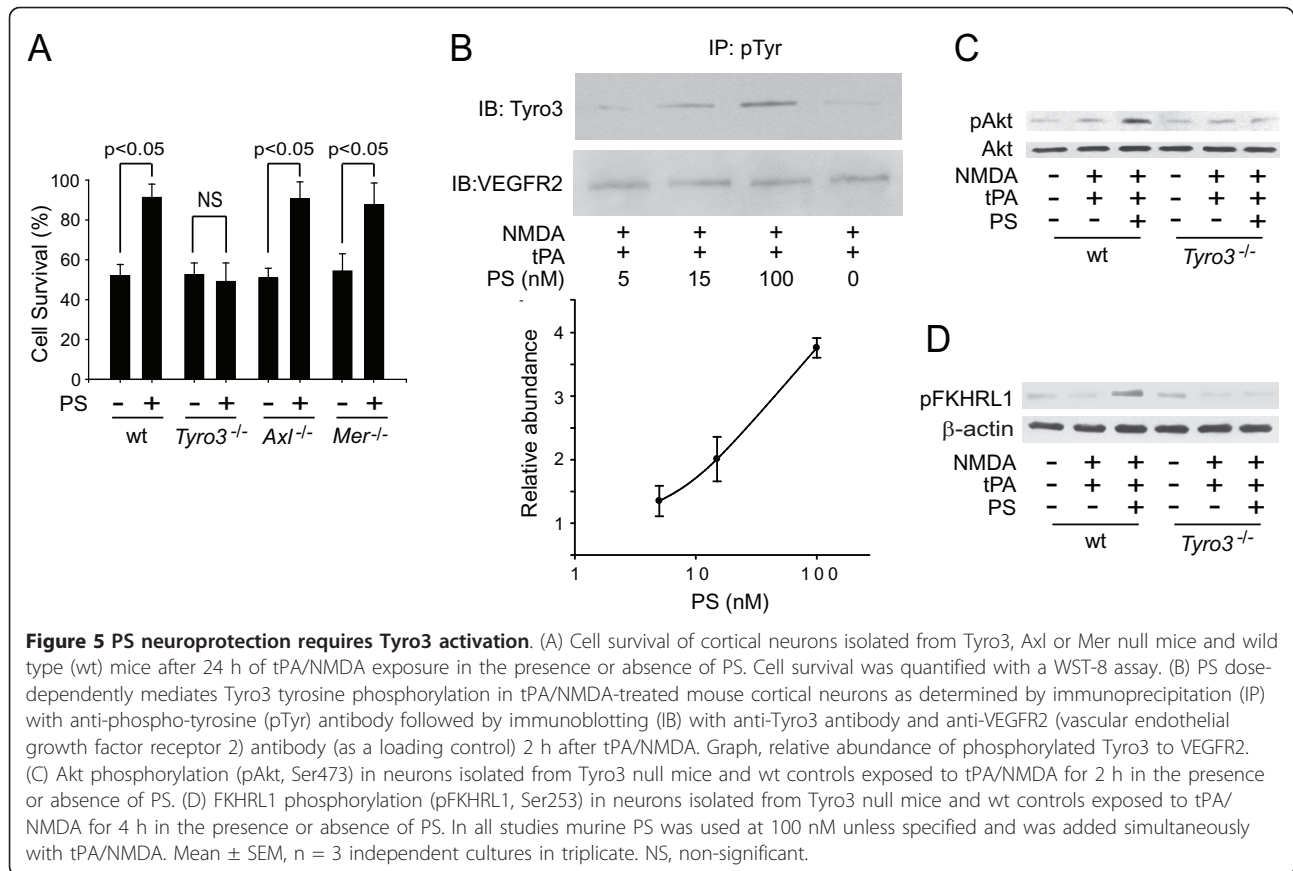 A
p<0.05
NS
p<0.05
p<0.05
Cell Survival (%)
100
80
60
40
20
0
PS - + - + - + - +
wt Tyro3-/- Axl-/- Mer-/-
B
IP: pTyr
IB: Tyro3
IB:VEGFR2
NMDA + + + +
tPA + + + +
PS (nM) 5 15 100 0
Relative abundance
4
3
2
1
1 10 100
PS (nM)
C
pAkt
Akt
NMDA - + + - + +
tPA - + + - + +
PS - - + - - +
wt Tyro3-/-
D
pFKHRL1
β-actin
NMDA - + + - + +
tPA - + + - + +
PS - - + - - +
wt Tyro3-/-
Figure 5 PS neuroprotection requires Tyro3 activation. (A) Cell survival of cortical neurons isolated from Tyro3, Axl or Mer null mice and wild
type (wt) mice after 24 h of tPA/NMDA exposure in the presence or absence of PS. Cell survival was quantified with a WST-8 assay. (B) PS dose-
dependently mediates Tyro3 tyrosine phosphorylation in tPA/NMDA-treated mouse cortical neurons as determined by immunoprecipitation (IP)
with anti-phospho-tyrosine (pTyr) antibody followed by immunoblotting (IB) with anti-Tyro3 antibody and anti-VEGFR2 (vascular endothelial
growth factor receptor 2) antibody (as a loading control) 2 h after tPA/NMDA. Graph, relative abundance of phosphorylated Tyro3 to VEGFR2.
(C) Akt phosphorylation (pAkt, Ser473) in neurons isolated from Tyro3 null mice and wt controls exposed to tPA/NMDA for 2 h in the presence
or absence of PS. (D) FKHRL1 phosphorylation (pFKHRL1, Ser253) in neurons isolated from Tyro3 null mice and wt controls exposed to tPA/
NMDA for 4 h in the presence or absence of PS. In all studies murine PS was used at 100 nM unless specified and was added simultaneously
with tPA/NMDA. Mean ± SEM, n = 3 independent cultures in triplicate. NS, non-significant.